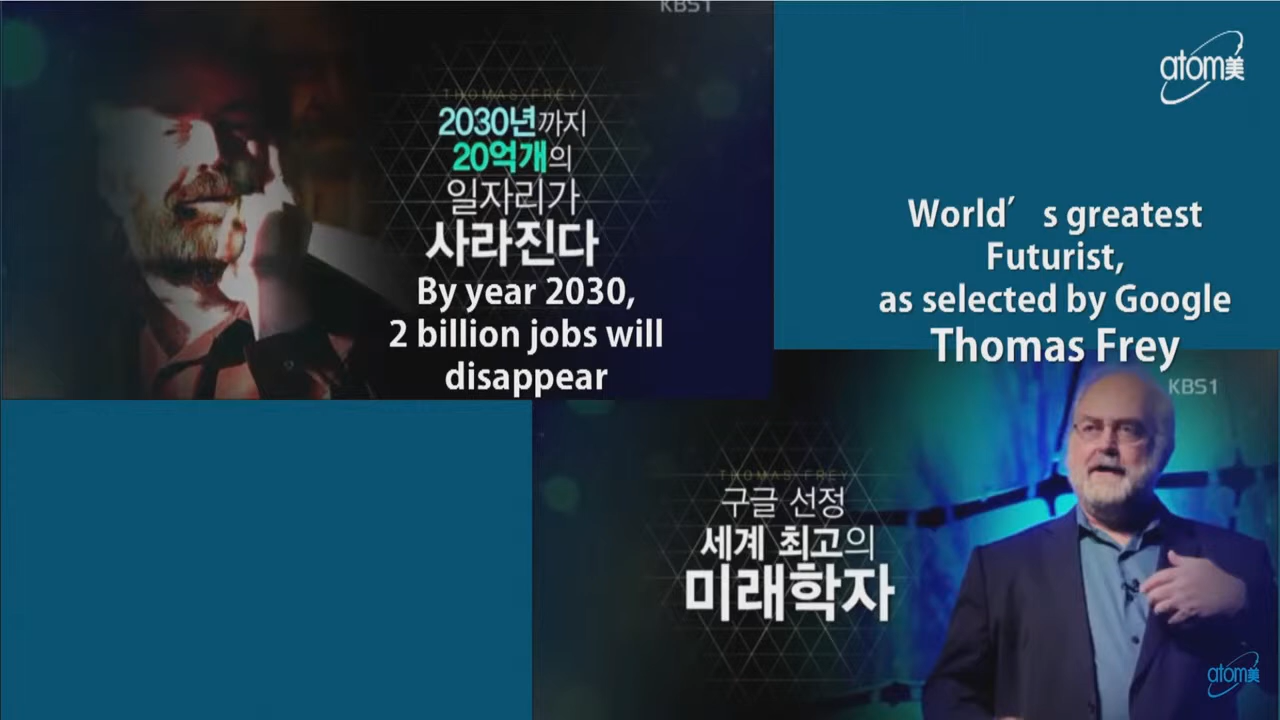 KBS1
THOMAS FREY
2030년까지
20억개의
일자리가
사라진다
By year 2030,
2 billion jobs will
disappear
atom美
World′ s greatest
Futurist,
as selected by Google
Thomas Frey
KBS1
THOMAS FREY
구글 선정
세계 최고의
미래학자
atom美